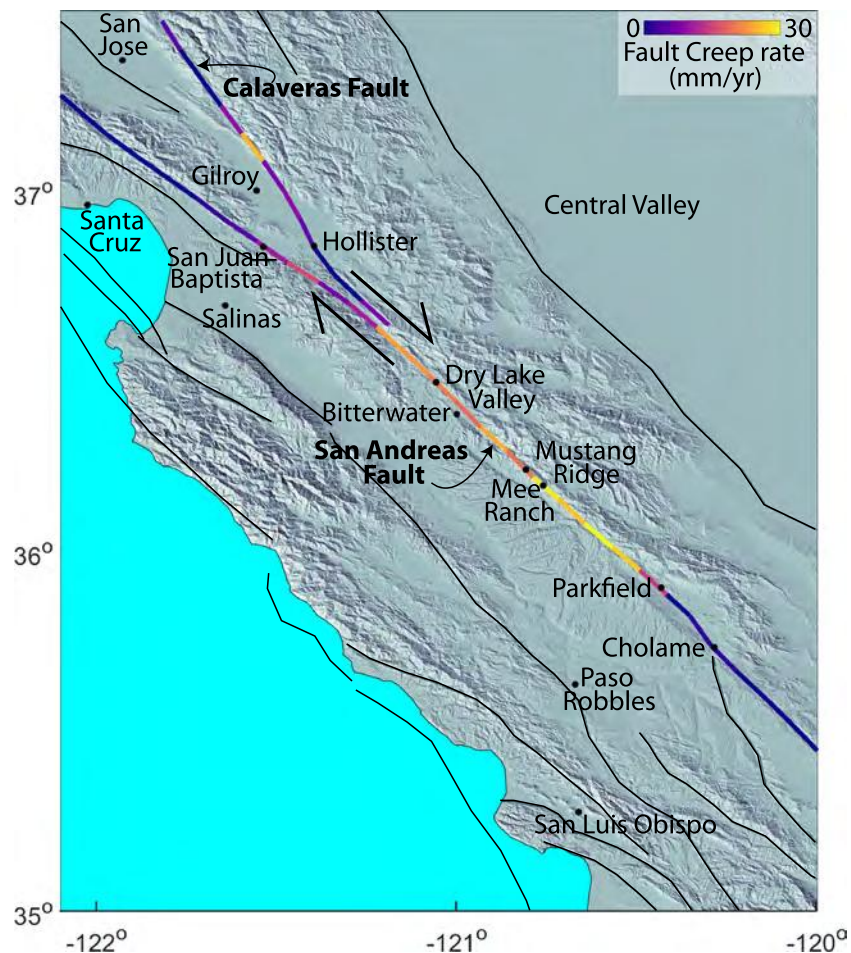 San
Jose
0 30
Fault Creep rate
(mm/yr)
Calaveras Fault
Gilroy
37°
Central Valley
Santa
Cruz
Hollister
San Juan
Baptista
Salinas
Dry Lake
Valley
Bitterwater
San Andreas
Fault
Mustang
Ridge
Mee
Ranch
36°
Parkfield
Cholame
Paso
Robbles
San Luis Obispo
35°
-122° -121° -120°